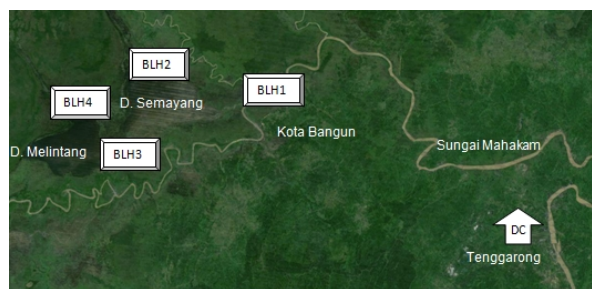 BLH2
BLH4
D. Semayang
BLH1
Kota Bangun
D. Melintang
BLH3
Sungai Mahakam
DC
Tenggarong